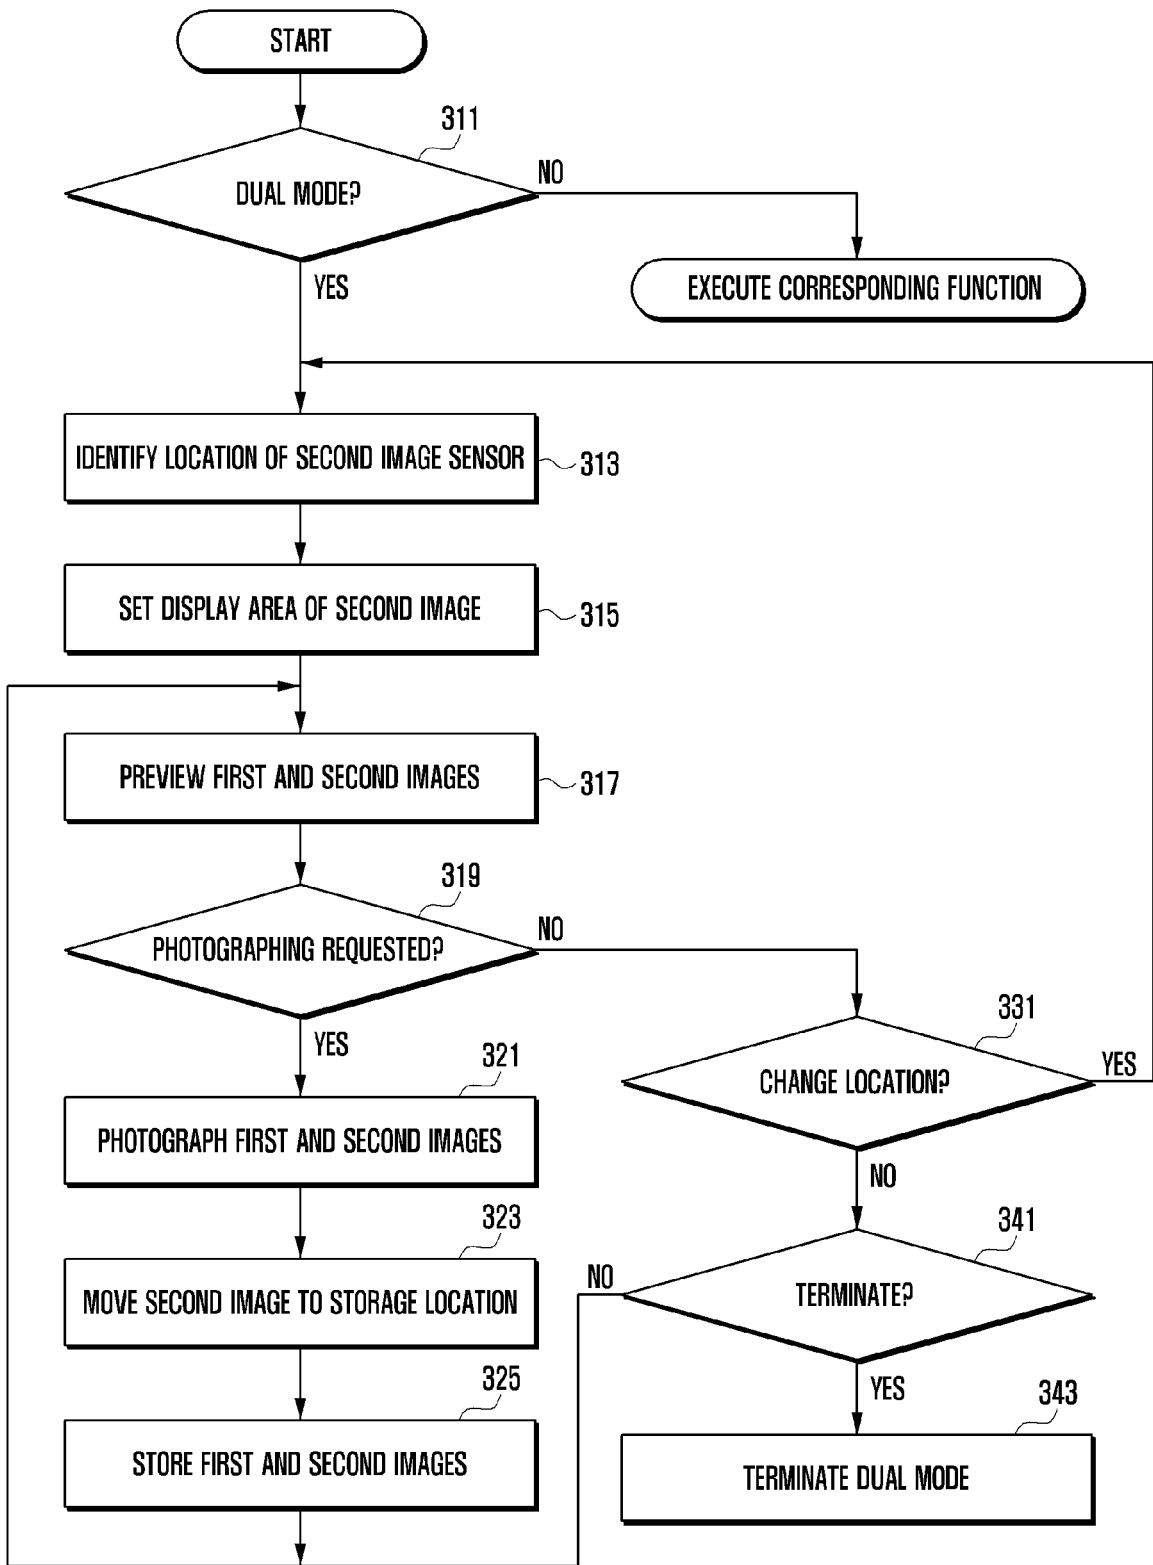 START
311
DUAL MODE?
NO
YES
EXECUTE CORRESPONDING FUNCTION
IDENTIFY LOCATION OF SECOND IMAGE SENSOR
313
SET DISPLAY AREA OF SECOND IMAGE
315
PREVIEW FIRST AND SECOND IMAGES
317
319
PHOTOGRAPHING REQUESTED?
NO
YES
331
CHANGE LOCATION?
YES
NO
321
PHOTOGRAPH FIRST AND SECOND IMAGES
323
MOVE SECOND IMAGE TO STORAGE LOCATION
341
NO
TERMINATE?
YES
325
STORE FIRST AND SECOND IMAGES
343
TERMINATE DUAL MODE